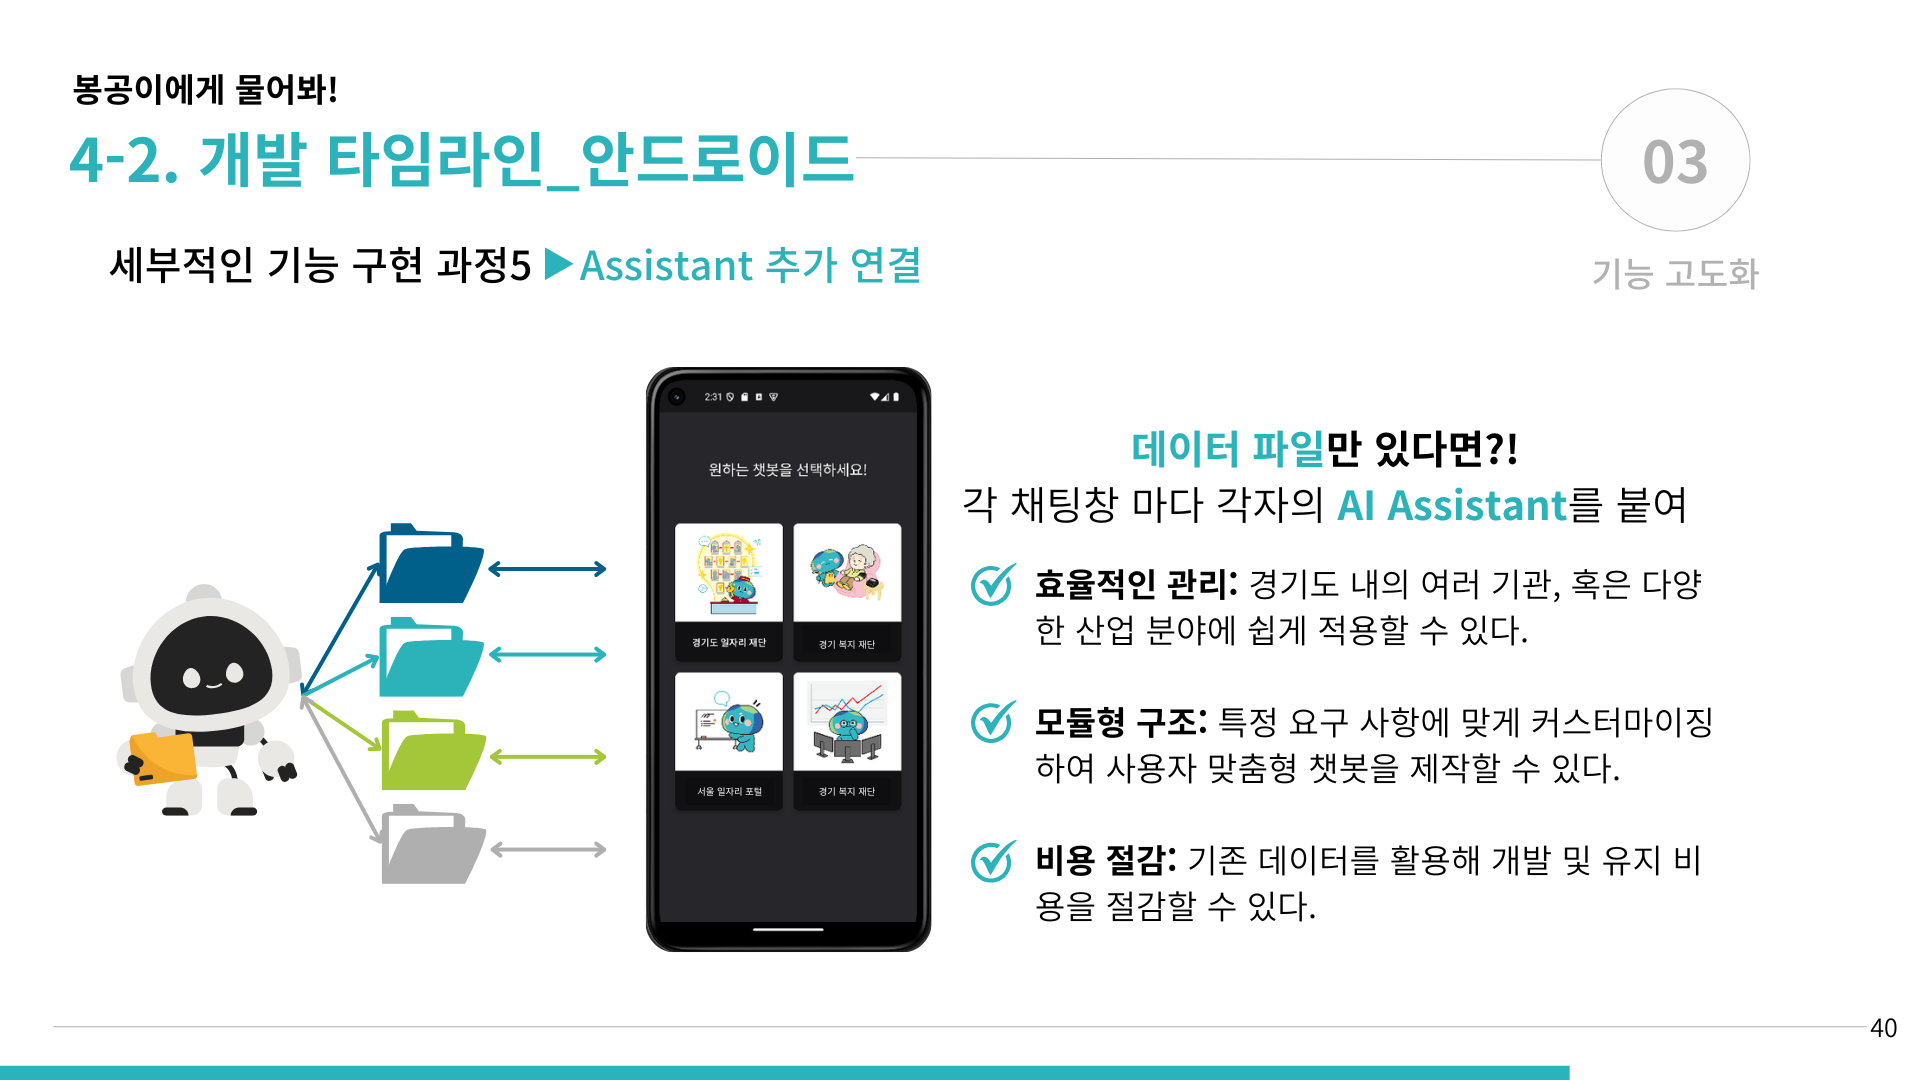 봉공이에게 물어봐!
4-2. 개발 타임라인_안드로이드
03
기능 고도화
세부적인 기능 구현 과정5 ▶Assistant 추가 연결
2:31
원하는 챗봇을 선택하세요!
경기도 일자리 재단
경기 복지 재단
서울 일자리 포털
경기 복지 재단
데이터 파일만 있다면?!
각 채팅창 마다 각자의 AI Assistant를 붙여
효율적인 관리: 경기도 내의 여러 기관, 혹은 다양
한 산업 분야에 쉽게 적용할 수 있다.
모듈형 구조: 특정 요구 사항에 맞게 커스터마이징
하여 사용자 맞춤형 챗봇을 제작할 수 있다.
비용 절감: 기존 데이터를 활용해 개발 및 유지 비
용을 절감할 수 있다.
40